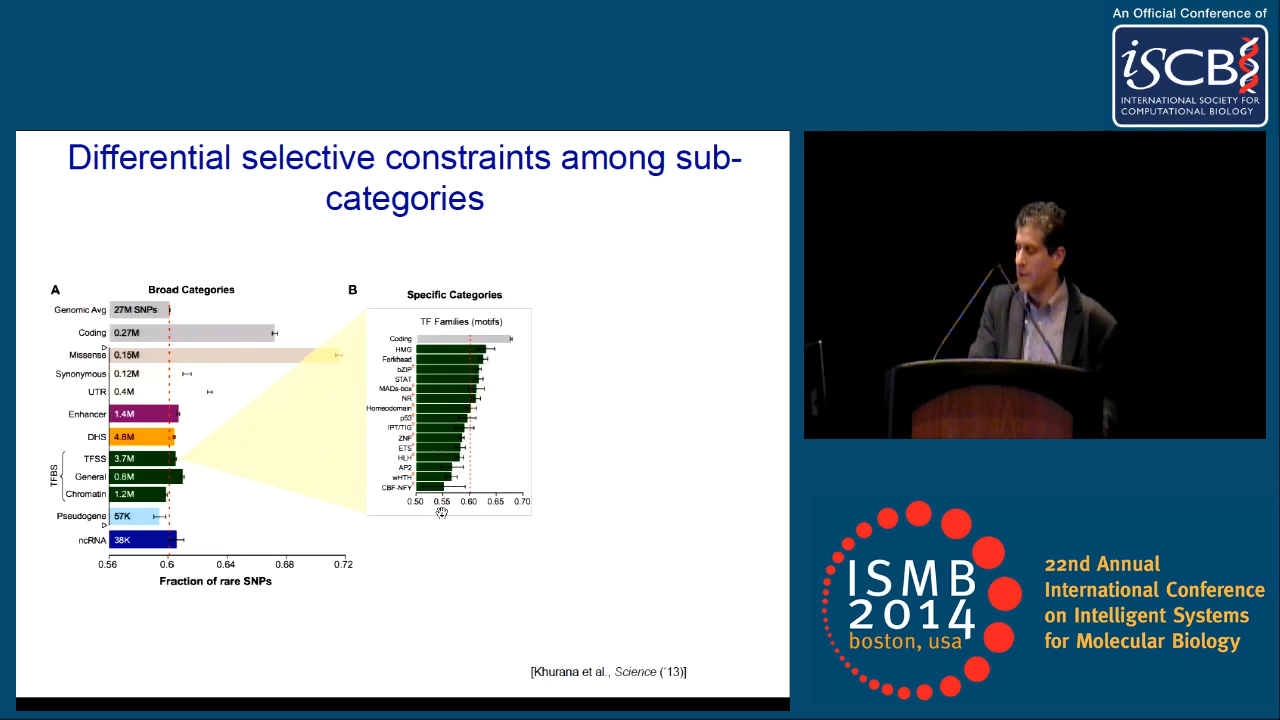 An Official Conference of
iSCB
INTERNATIONAL SOCIETY FOR
COMPUTATIONAL BIOLOGY
Differential selective constraints among sub-
categories
A
Broad Categories
Genomic Avg 27M SNPs
Coding 0.27M
Missense 0.15M
Synonymous 0.12M
UTR 0.4M
Enhancer 1.4M
DHS 4.8M
TFBS
TFSS 3.7M
General 0.8M
Chromatin 1.2M
Pseudogene 57K
ncRNA 38K
0.56 0.6 0.64 0.68 0.72
Fraction of rare SNPs
B
Specific Categories
TF Families (motifs)
Coding
HMG
Forkhead
bZIP
STAT
MADs-box
NR
Homeodomain
p53
IPT/TIG
ZNF
ETS
HLH
AP2
wHTH
CBF-NFY
0.50 0.55 0.60 0.65 0.70
[Khurana et al., Science (‘13)]
ISMB
2014
boston, usa
22nd Annual
International Conference
on Intelligent Systems
for Molecular Biology